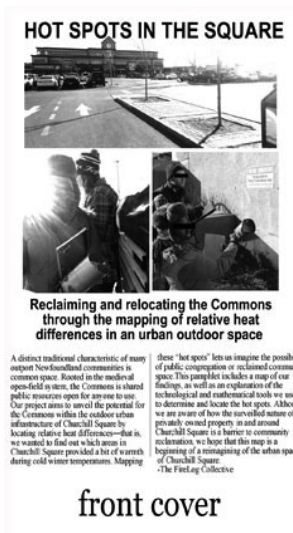 HOT SPOTS IN THE SQUARE
Reclaiming and relocating the Commons
through the mapping of relative heat
differences in an urban outdoor space
A distinct traditional characteristic of many
outport Newfoundland communities is
common space. Rooted in the medieval
open-field system, the Commons is shared
public resources open for anyone to use.
Our project aims to unveil the potential for
the Commons within the outdoor urban
infrastructure of Churchill Square by
locating relative heat differences—that is,
we wanted to find out which areas in
Churchill Square provided a bit of warmth
during cold winter temperatures. Mapping
these "hot spots" lets us imagine the possib
of public congregation or reclaimed commu
space. This pamphlet includes a map of our
findings, as well as an explanation of the
technological and mathematical tools we use
to determine and locate the hot spots. Althou
we are aware of how the surveilled nature of
privately owned property in and around
Churchill Square is a barrier to community
reclamation, we hope that this map is a
beginning of a reimagining of the urban spac
of Churchill Square.
-The FireLog Collective
front cover